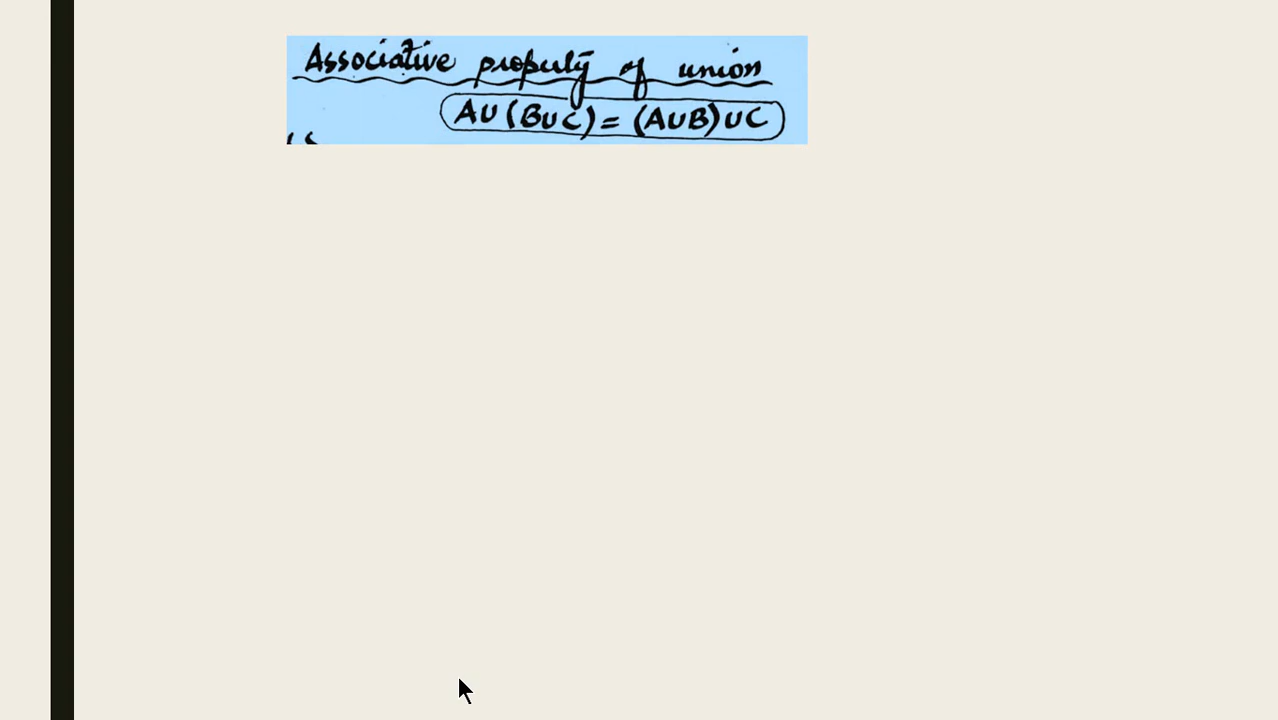 Associative property of union
AU(BUC) = (AUB)UC